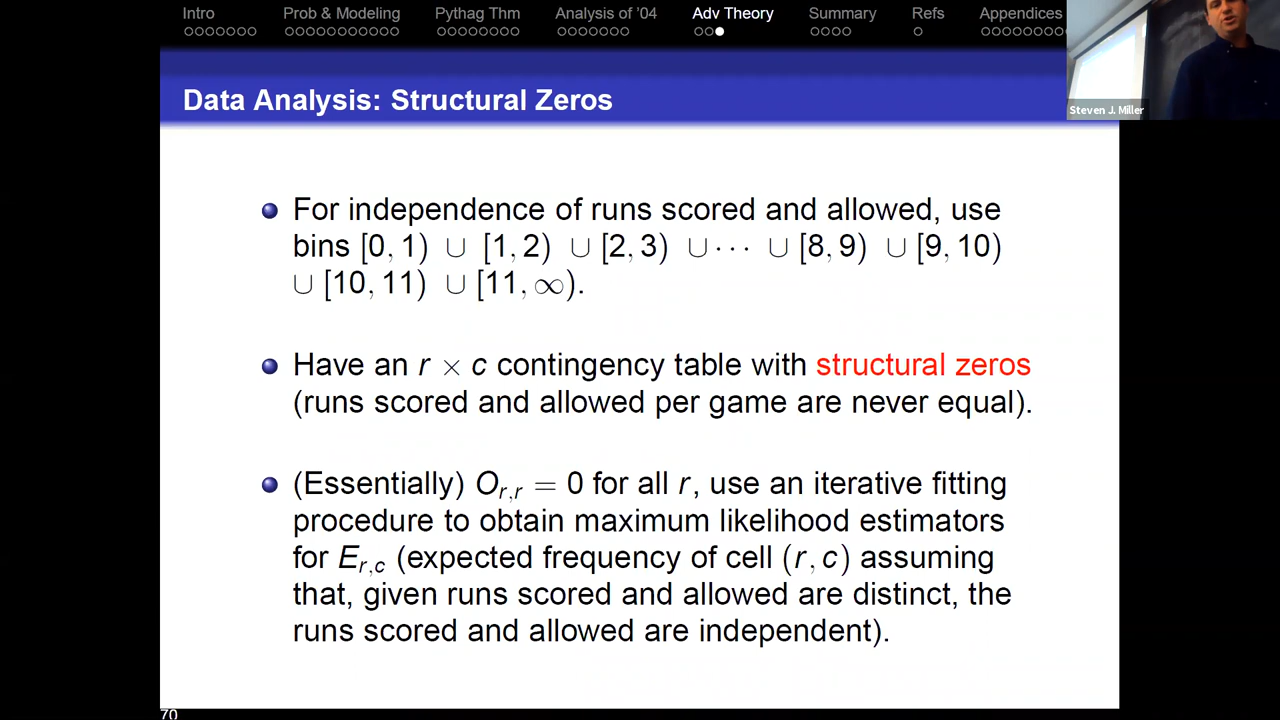 Intro Prob & Modeling Pythag Thm Analysis of '04 Adv Theory Summary Refs Appendices
Steven J. Miller
Data Analysis: Structural Zeros
For independence of runs scored and allowed, use
bins [0, 1) ∪ [1, 2) ∪ [2, 3) ∪ ··· ∪ [8, 9) ∪ [9, 10)
∪ [10, 11) ∪ [11, ∞).
Have an r × c contingency table with structural zeros
(runs scored and allowed per game are never equal).
(Essentially) O_{r,r} = 0 for all r, use an iterative fitting
procedure to obtain maximum likelihood estimators
for E_{r,c} (expected frequency of cell (r, c) assuming
that, given runs scored and allowed are distinct, the
runs scored and allowed are independent).
70